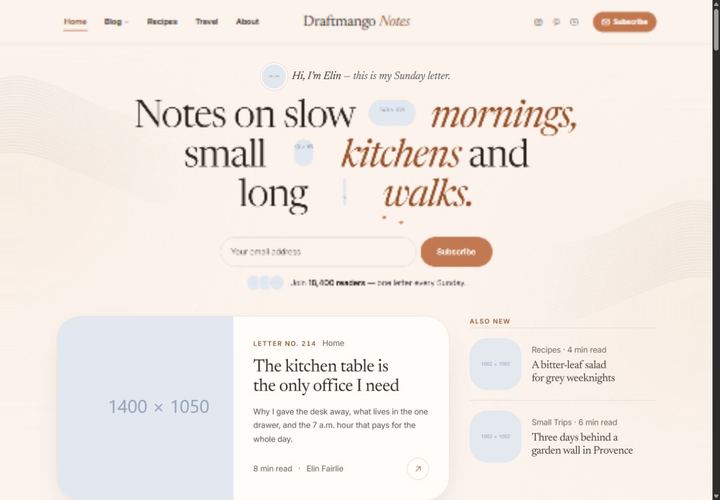 Home Blog Recipes Travel About Draftmango Notes Subscribe
Hi, I'm Elin — this is my Sunday letter.
Notes on slow mornings,
small kitchens and
long walks.
Your email address Subscribe
Join 18,400 readers — one letter every Sunday.
1400 × 1050
LETTER NO. 214 Home
The kitchen table is
the only office I need
Why I gave the desk away, what lives in the one
drawer, and the 7 a.m. hour that pays for the
whole day.
8 min read · Elin Fairlie
ALSO NEW
Recipes · 4 min read
A bitter-leaf salad
for grey weeknights
Small Trips · 6 min read
Three days behind a
garden wall in Provence